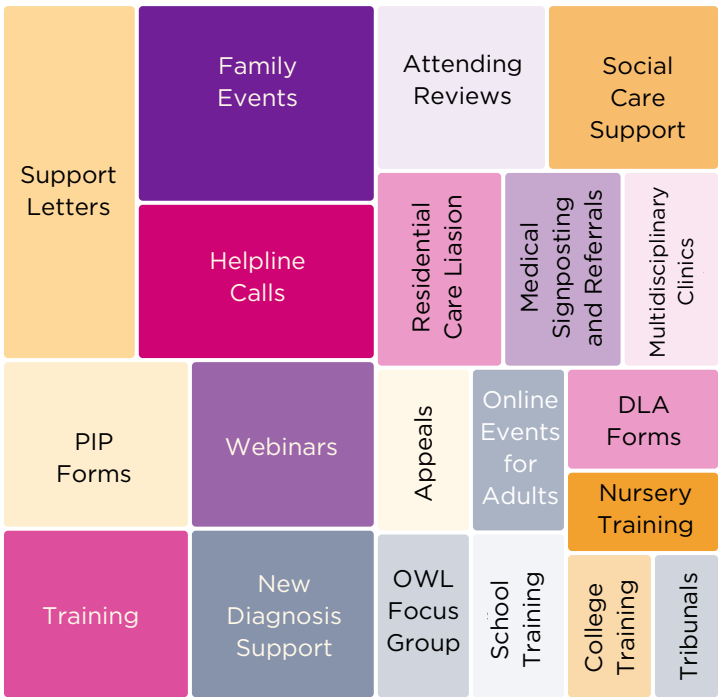 Support
Letters
Family
Events
Helpline
Calls
Attending
Reviews
Social
Care
Support
Residential
Care Liasion
Medical
Signposting
and Referrals
Multidisciplinary
Clinics
PIP
Forms
Webinars
Appeals
Online
Events
for
Adults
DLA
Forms
Nursery
Training
Training
New
Diagnosis
Support
OWL
Focus
Group
School
Training
College
Training
Tribunals